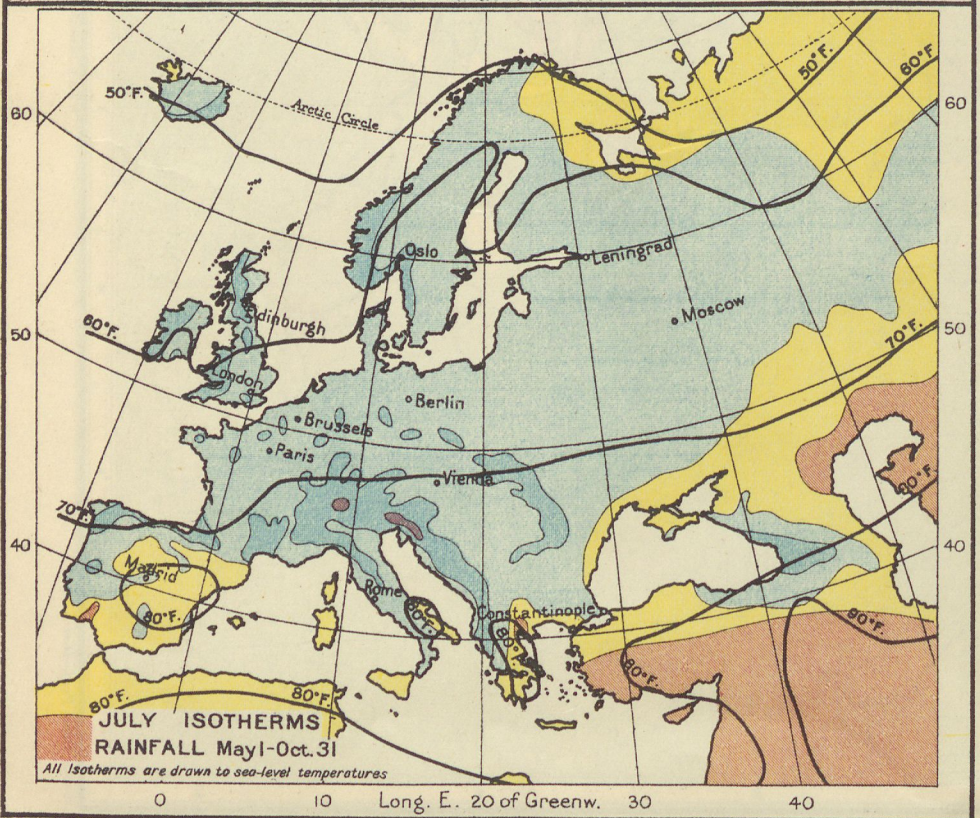 50°F.
60°F.
50°F.
Arctic Circle
60
60
Oslo
Leningrad
Moscow
Edinburgh
60°F.
50
50
70°F.
London
Berlin
Brussels
Paris
Vienna
80°F.
70°F.
40
40
Madrid
80°F.
Rome
80°F.
Constantinople
80°
80°F.
80°F.
80°F.
80°F.
JULY ISOTHERMS
RAINFALL May 1-Oct. 31
All Isotherms are drawn to sea-level temperatures
0 10 Long. E. 20 of Greenw. 30 40